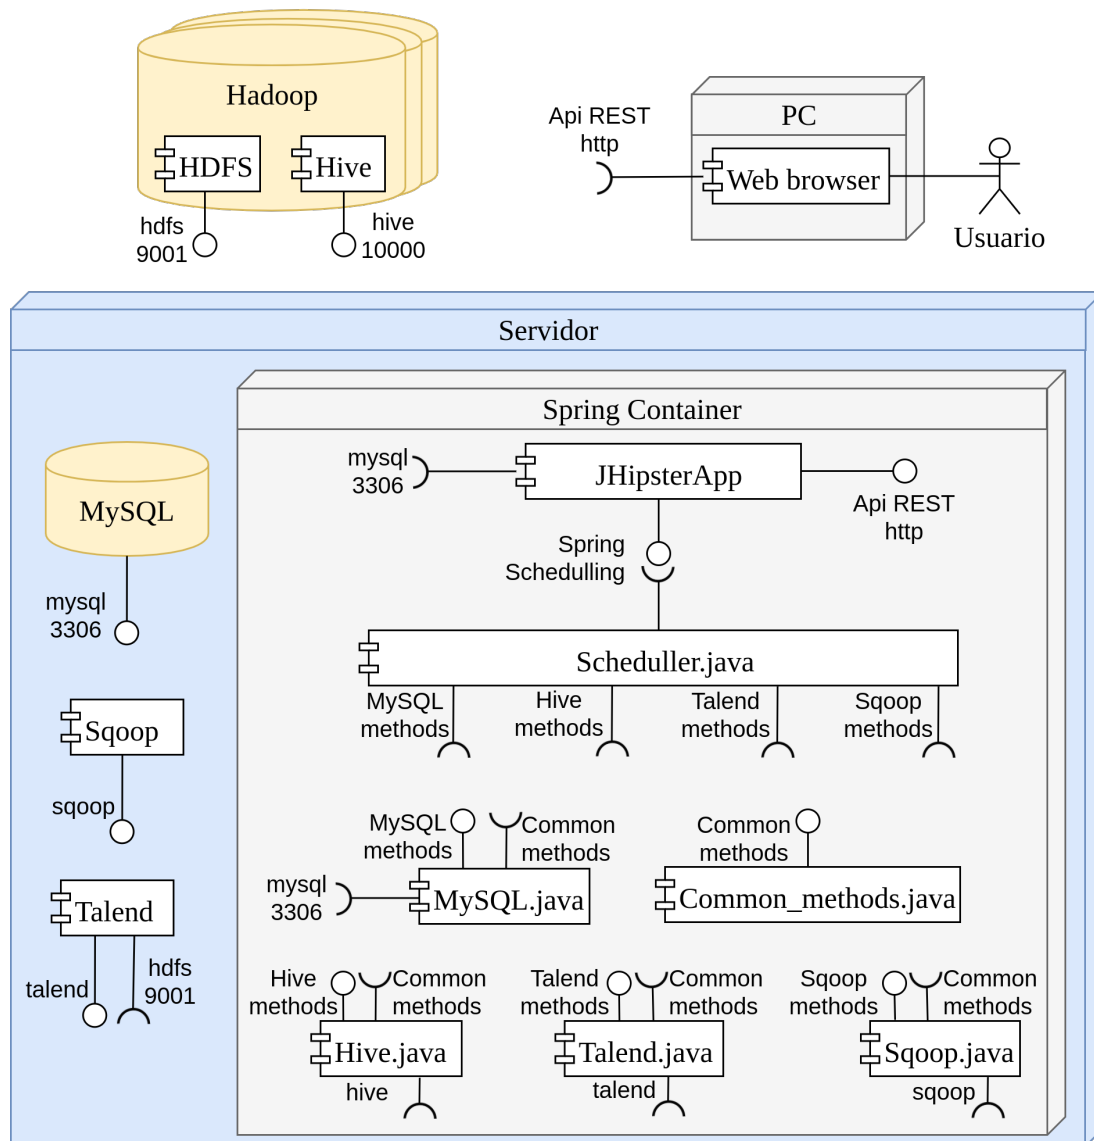 Hadoop
HDFS
Hive
hdfs
9001
hive
10000
Api REST
http
PC
Web browser
Usuario
Servidor
Spring Container
MySQL
mysql
3306
Sqoop
sqoop
Talend
talend
hdfs
9001
mysql
3306
JHipsterApp
Api REST
http
Spring
Schedulling
Scheduller.java
MySQL
methods
Hive
methods
Talend
methods
Sqoop
methods
MySQL
methods
Common
methods
mysql
3306
MySQL.java
Common
methods
Common_methods.java
Hive
methods
Common
methods
Hive.java
hive
Talend
methods
Common
methods
Talend.java
talend
Sqoop
methods
Common
methods
Sqoop.java
sqoop